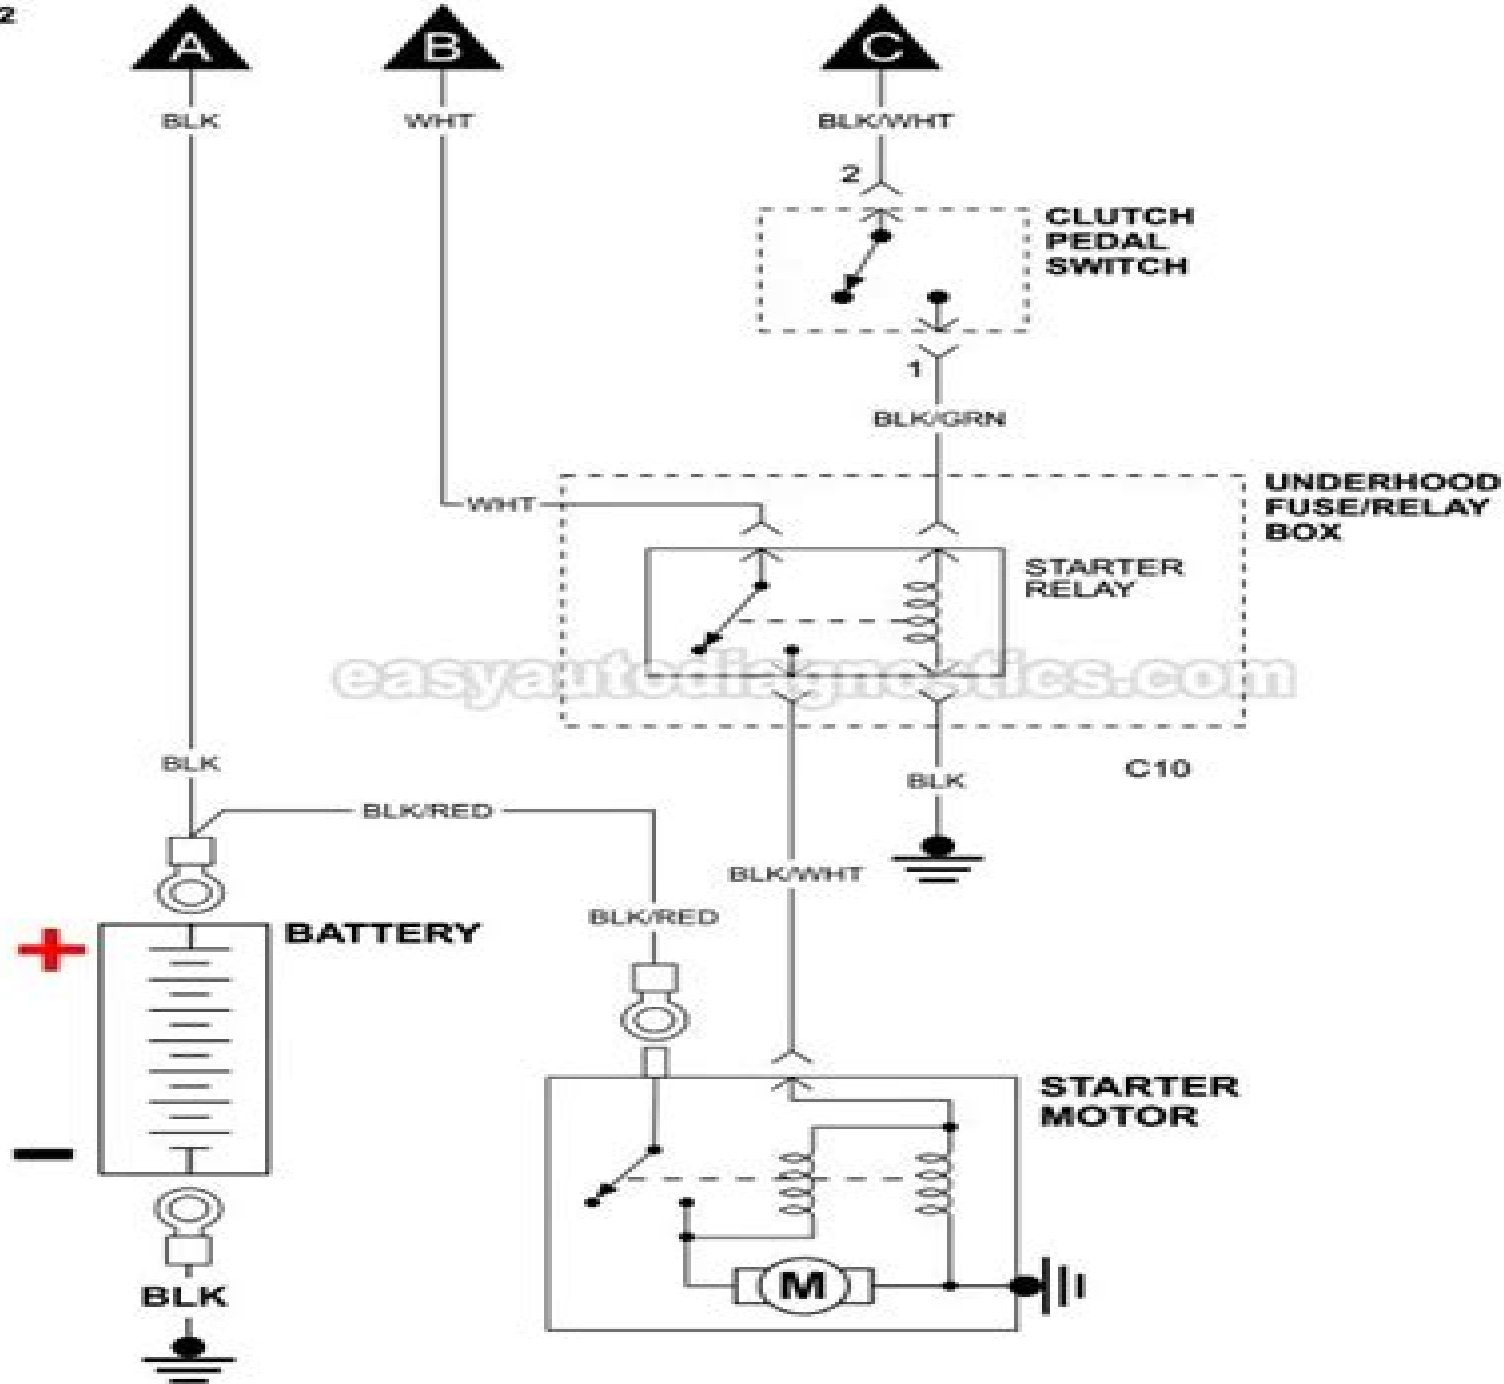 2
A
B
C
BLK
WHT
BLK/WHT
2
CLUTCH
PEDAL
SWITCH
1
BLK/GRN
WHT
UNDERHOOD
FUSE/RELAY
BOX
STARTER
RELAY
easyautodiagnostics.com
BLK
C10
BLK
BLK/RED
BLK/WHT
BLK/RED
+
BATTERY
STARTER
MOTOR
−
M
BLK